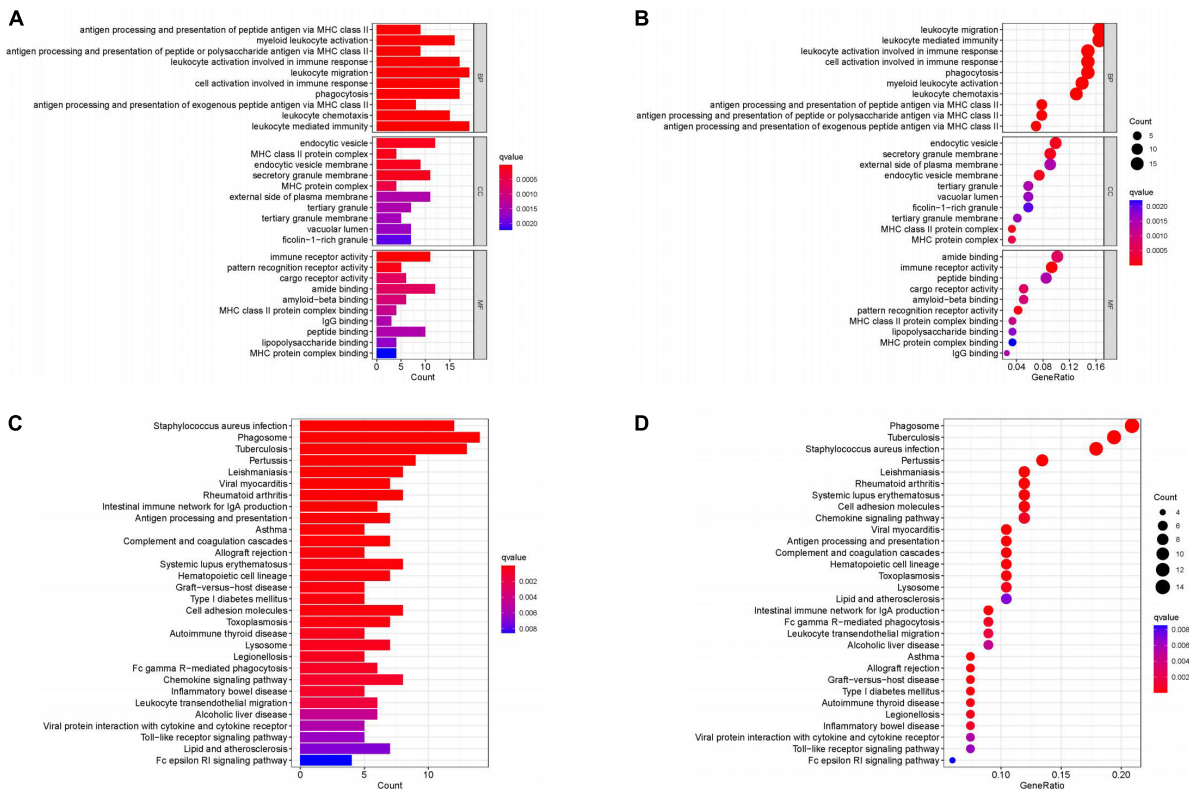 A
antigen processing and presentation of peptide antigen via MHC class II
myeloid leukocyte activation
antigen processing and presentation of peptide or polysaccharide antigen via MHC class II
leukocyte activation involved in immune response
leukocyte migration
cell activation involved in immune response
phagocytosis
antigen processing and presentation of exogenous peptide antigen via MHC class II
leukocyte chemotaxis
leukocyte mediated immunity
BP
endocytic vesicle
MHC class II protein complex
endocytic vesicle membrane
secretory granule membrane
MHC protein complex
external side of plasma membrane
tertiary granule
tertiary granule membrane
vacuolar lumen
ficolin−1−rich granule
CC
immune receptor activity
pattern recognition receptor activity
cargo receptor activity
amide binding
amyloid−beta binding
MHC class II protein complex binding
IgG binding
peptide binding
lipopolysaccharide binding
MHC protein complex binding
MF
0 5 10 15
Count
qvalue
0.0005
0.0010
0.0015
0.0020
B
leukocyte migration
leukocyte mediated immunity
leukocyte activation involved in immune response
cell activation involved in immune response
phagocytosis
myeloid leukocyte activation
leukocyte chemotaxis
antigen processing and presentation of peptide antigen via MHC class II
antigen processing and presentation of peptide or polysaccharide antigen via MHC class II
antigen processing and presentation of exogenous peptide antigen via MHC class II
BP
endocytic vesicle
secretory granule membrane
external side of plasma membrane
endocytic vesicle membrane
tertiary granule
vacuolar lumen
ficolin−1−rich granule
tertiary granule membrane
MHC class II protein complex
MHC protein complex
CC
amide binding
immune receptor activity
peptide binding
cargo receptor activity
amyloid−beta binding
pattern recognition receptor activity
MHC class II protein complex binding
lipopolysaccharide binding
MHC protein complex binding
IgG binding
MF
0.04 0.08 0.12 0.16
GeneRatio
Count
5
10
15
qvalue
0.0020
0.0015
0.0010
0.0005
C
Staphylococcus aureus infection
Phagosome
Tuberculosis
Pertussis
Leishmaniasis
Viral myocarditis
Rheumatoid arthritis
Intestinal immune network for IgA production
Antigen processing and presentation
Asthma
Complement and coagulation cascades
Allograft rejection
Systemic lupus erythematosus
Hematopoietic cell lineage
Graft−versus−host disease
Type I diabetes mellitus
Cell adhesion molecules
Toxoplasmosis
Autoimmune thyroid disease
Lysosome
Legionellosis
Fc gamma R−mediated phagocytosis
Chemokine signaling pathway
Inflammatory bowel disease
Leukocyte transendothelial migration
Alcoholic liver disease
Viral protein interaction with cytokine and cytokine receptor
Toll−like receptor signaling pathway
Lipid and atherosclerosis
Fc epsilon RI signaling pathway
0 5 10
Count
qvalue
0.002
0.004
0.006
0.008
D
Phagosome
Tuberculosis
Staphylococcus aureus infection
Pertussis
Leishmaniasis
Rheumatoid arthritis
Systemic lupus erythematosus
Cell adhesion molecules
Chemokine signaling pathway
Viral myocarditis
Antigen processing and presentation
Complement and coagulation cascades
Hematopoietic cell lineage
Toxoplasmosis
Lysosome
Lipid and atherosclerosis
Intestinal immune network for IgA production
Fc gamma R−mediated phagocytosis
Leukocyte transendothelial migration
Alcoholic liver disease
Asthma
Allograft rejection
Graft−versus−host disease
Type I diabetes mellitus
Autoimmune thyroid disease
Legionellosis
Inflammatory bowel disease
Viral protein interaction with cytokine and cytokine receptor
Toll−like receptor signaling pathway
Fc epsilon RI signaling pathway
0.10 0.15 0.20
GeneRatio
Count
4
6
8
10
12
14
qvalue
0.008
0.006
0.004
0.002